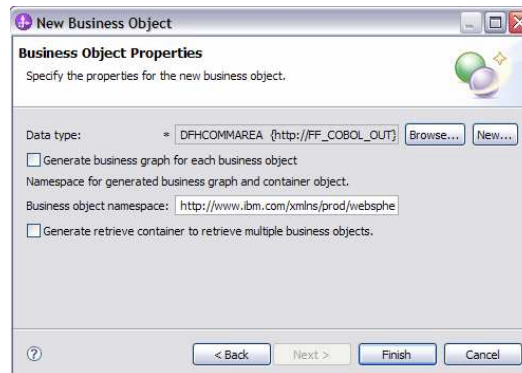 New Business Object
Business Object Properties
Specify the properties for the new business object.
Data type: * DFHCOMMAREA {http://FF_COBOL_OUT} Browse... New...
Generate business graph for each business object
Namespace for generated business graph and container object.
Business object namespace: http://www.ibm.com/xmlns/prod/websphe
Generate retrieve container to retrieve multiple business objects.
? < Back Next > Finish Cancel